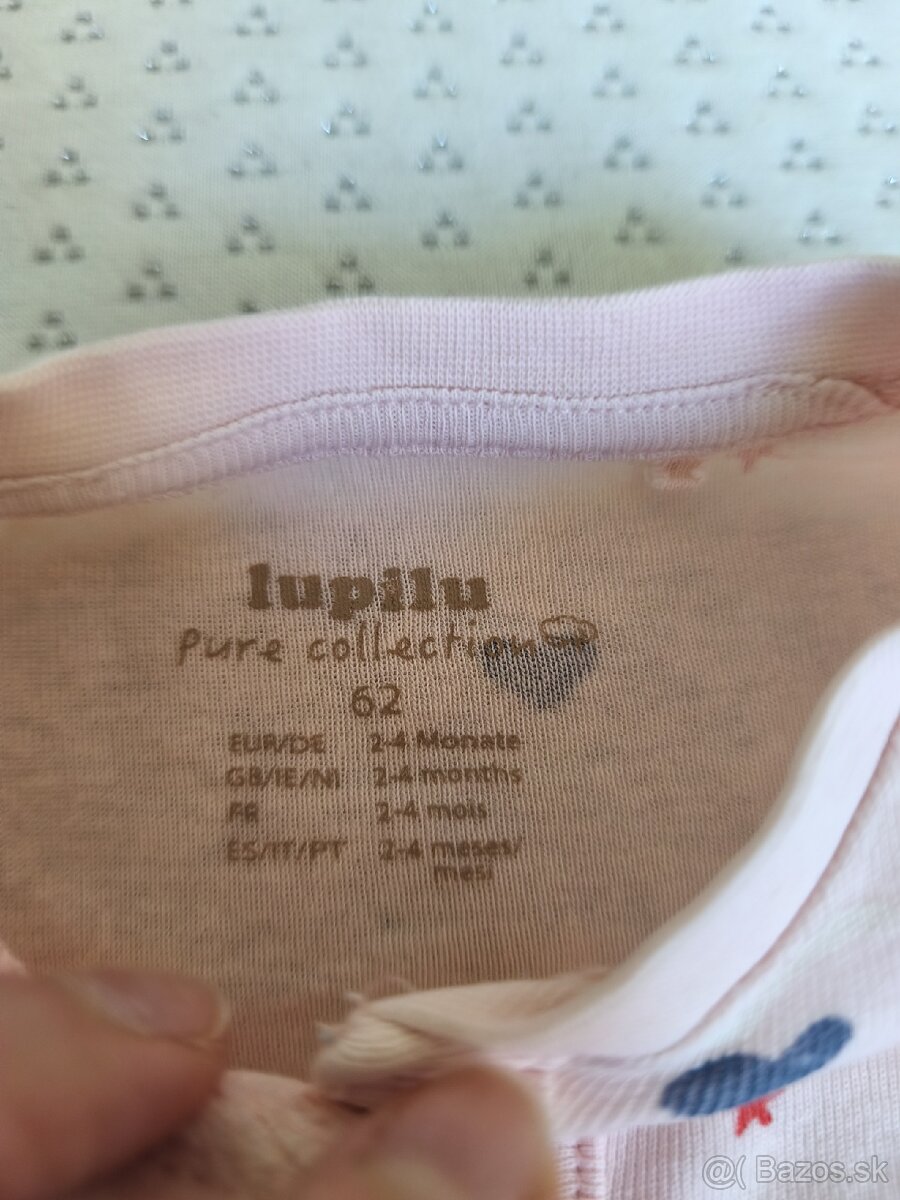 lupilu
pure collection
62
EUR/DE 2-4 Monate
GB/IE/NI 2-4 months
FR 2-4 mois
ES/IT/PT 2-4 meses/
mesi
@( Bazos.sk